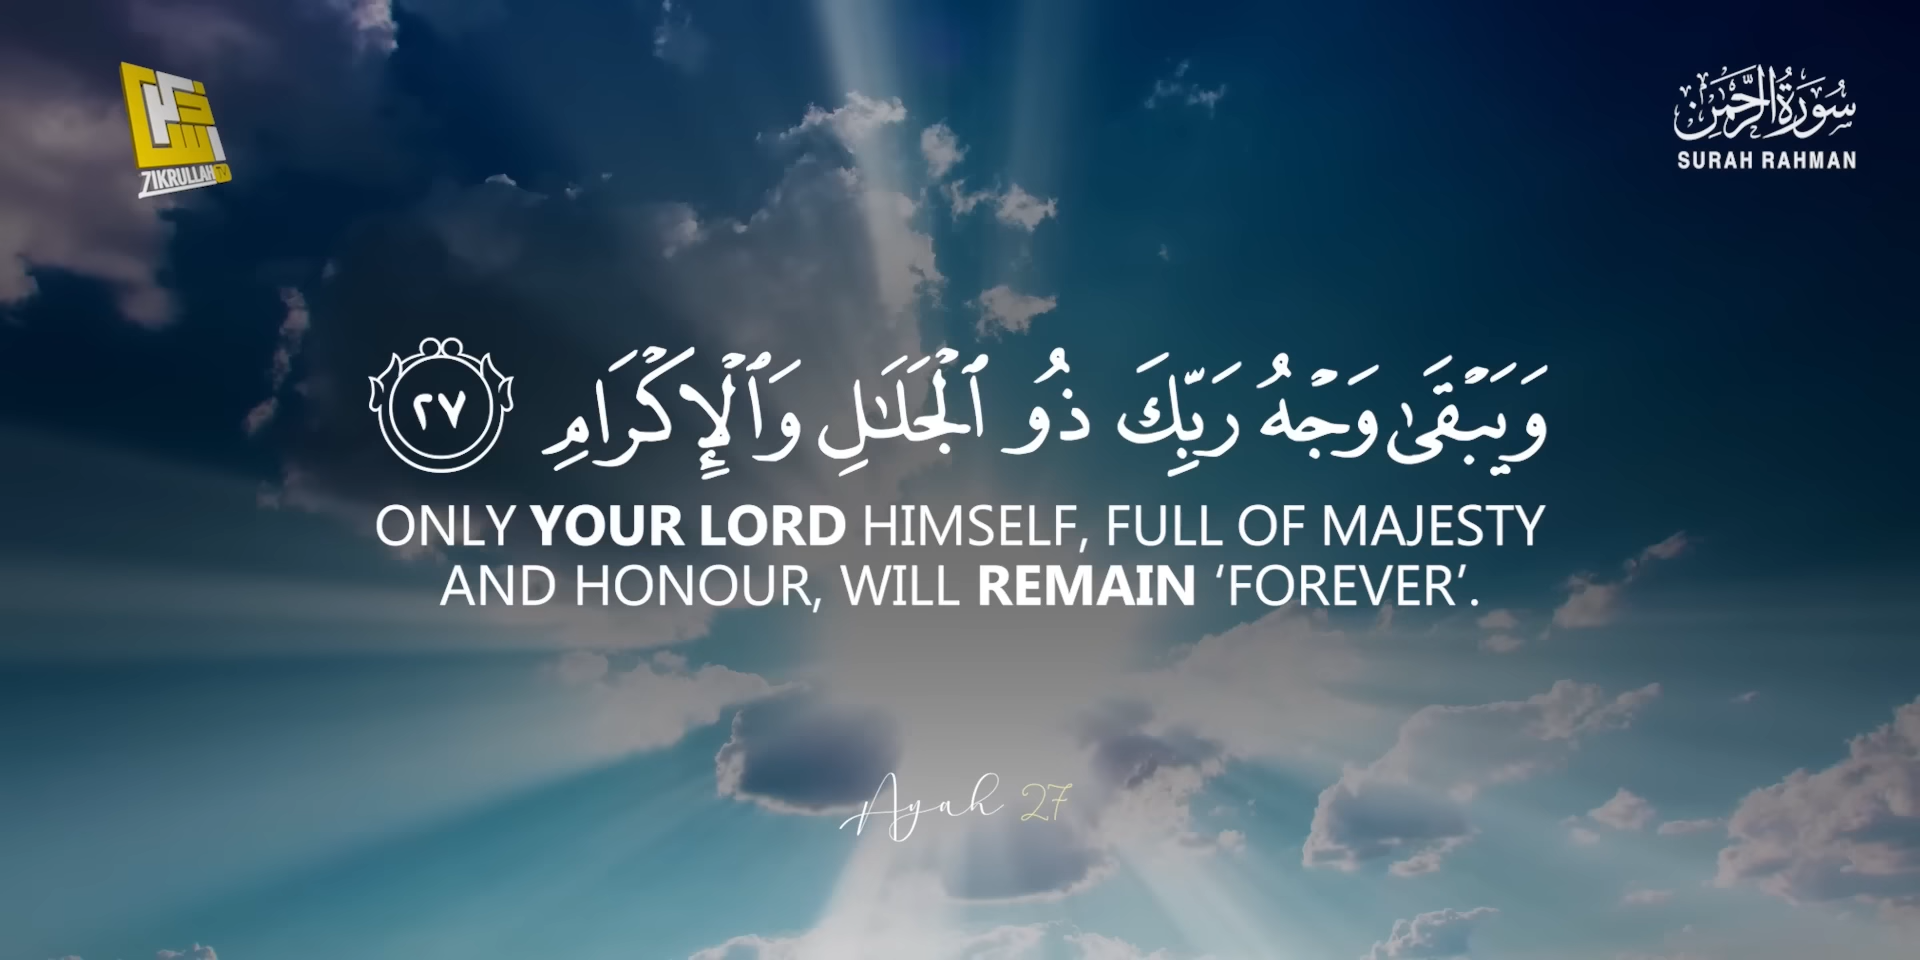 ZIKRULLAH TV
سُورَةُ الرَّحْمَٰن
SURAH RAHMAN
وَيَبْقَىٰ وَجْهُ رَبِّكَ ذُو ٱلْجَلَـٰلِ وَٱلْإِكْرَامِ ٢٧
ONLY YOUR LORD HIMSELF, FULL OF MAJESTY
AND HONOUR, WILL REMAIN ‘FOREVER’.
Ayah 27